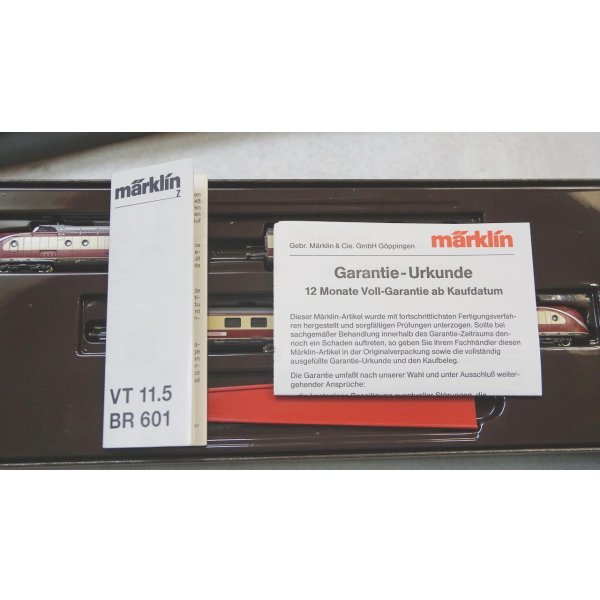 märklin
Z
VT 11.5
BR 601
Gebr. Märklin & Cie. GmbH Göppingen
märklin
Garantie-Urkunde
12 Monate Voll-Garantie ab Kaufdatum
Dieser Märklin-Artikel wurde mit fortschrittlichsten Fertigungsverfah-
ren hergestellt und sorgfältigen Prüfungen unterzogen. Sollte bei
sachgemäßer Behandlung innerhalb des Garantie-Zeitraums den-
noch ein Schaden auftreten, so geben Sie Ihrem Fachhändler diesen
Märklin-Artikel in der Originalverpackung sowie die vollständig
ausgefüllte Garantie-Urkunde und den Kaufbeleg.
Die Garantie umfaßt nach unserer Wahl und unter Ausschluß weiter-
gehender Ansprüche: